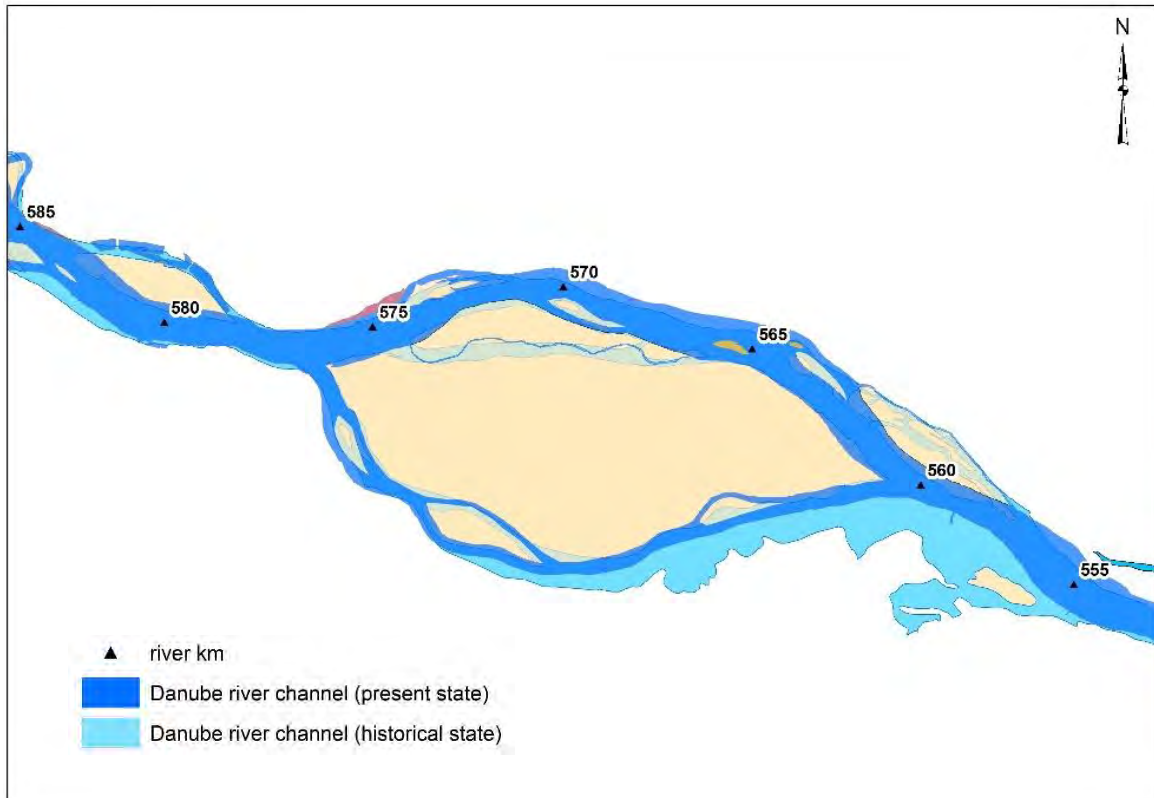 N
585
580
575
570
565
560
555
river km
Danube river channel (present state)
Danube river channel (historical state)